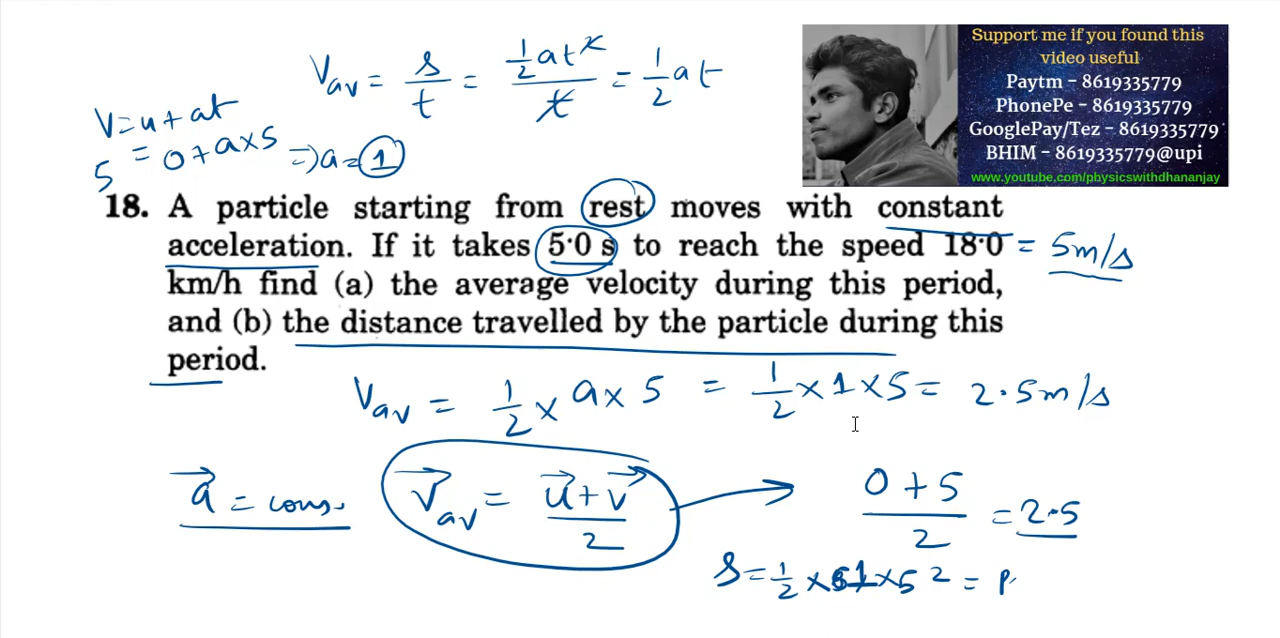 Vav = s/t = ½at²/t = ½at
V=u+at
5 = 0+a×5 ⇒ a=1
Support me if you found this
video useful
Paytm - 8619335779
PhonePe - 8619335779
GooglePay/Tez - 8619335779
BHIM - 8619335779@upi
www.youtube.com/physicswithdhananjay
18. A particle starting from rest moves with constant
acceleration. If it takes 5·0 s to reach the speed 18·0 = 5m/s
km/h find (a) the average velocity during this period,
and (b) the distance travelled by the particle during this
period.
Vav = ½ × a × 5 = ½ × 1 × 5 = 2.5m/s
a⃗ = cons. V⃗av = (u⃗+v⃗)/2 → (0+5)/2 = 2.5
s = ½ × 1 × 5² =